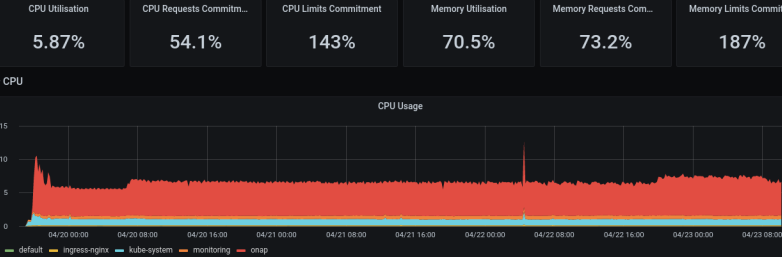 CPU Utilisation
5.87%
CPU Requests Commitm...
54.1%
CPU Limits Commitment
143%
Memory Utilisation
70.5%
Memory Requests Com...
73.2%
Memory Limits Commit
187%
CPU
CPU Usage
15
10
5
0
04/20 00:00 04/20 08:00 04/20 16:00 04/21 00:00 04/21 08:00 04/21 16:00 04/22 00:00 04/22 08:00 04/22 16:00 04/23 00:00 04/23 08:00
default ingress-nginx kube-system monitoring onap